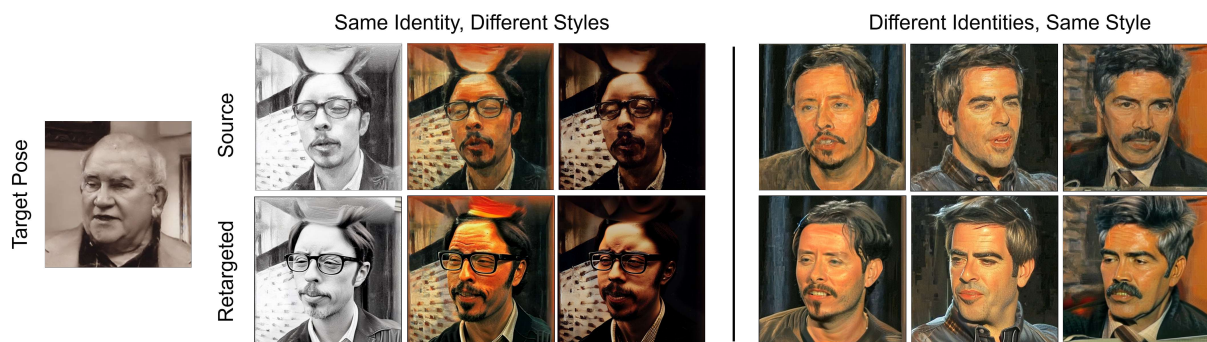 Same Identity, Different Styles
Different Identities, Same Style
Target Pose
Source
Retargeted